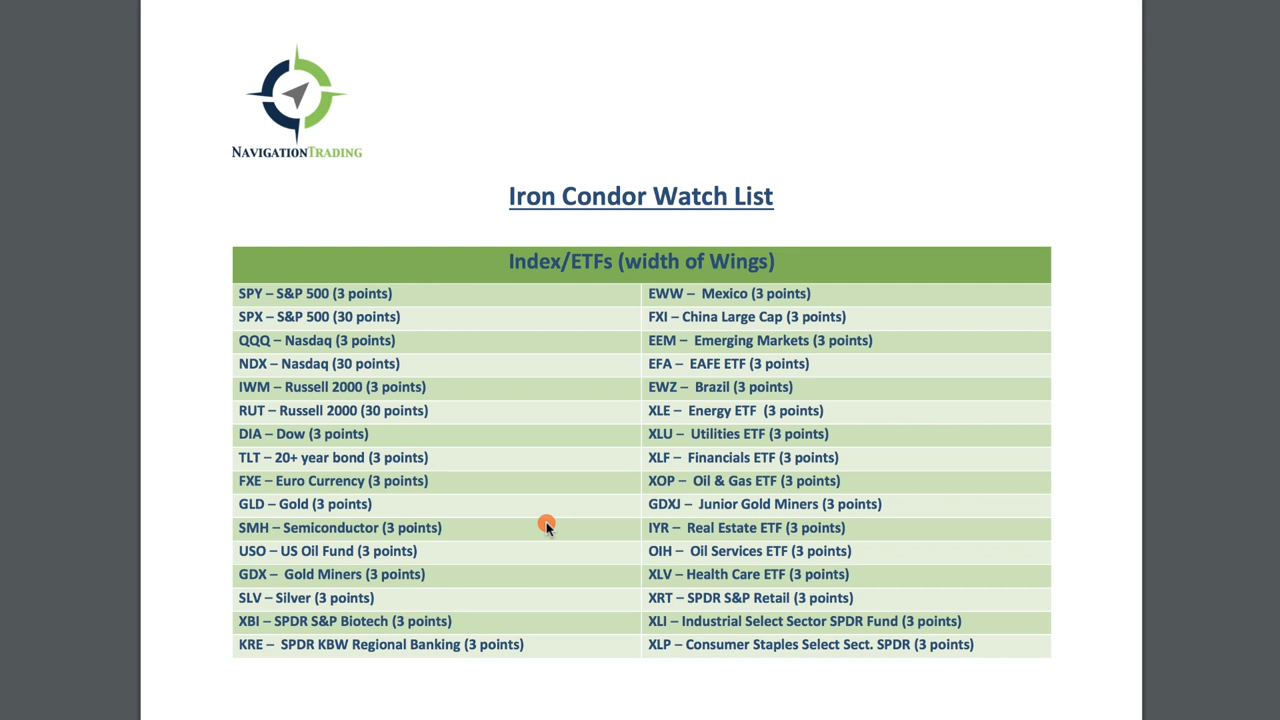 NAVIGATIONTRADING
Iron Condor Watch List
Index/ETFs (width of Wings)
SPY – S&P 500 (3 points)
EWW – Mexico (3 points)
SPX – S&P 500 (30 points)
FXI – China Large Cap (3 points)
QQQ – Nasdaq (3 points)
EEM – Emerging Markets (3 points)
NDX – Nasdaq (30 points)
EFA – EAFE ETF (3 points)
IWM – Russell 2000 (3 points)
EWZ – Brazil (3 points)
RUT – Russell 2000 (30 points)
XLE – Energy ETF (3 points)
DIA – Dow (3 points)
XLU – Utilities ETF (3 points)
TLT – 20+ year bond (3 points)
XLF – Financials ETF (3 points)
FXE – Euro Currency (3 points)
XOP – Oil & Gas ETF (3 points)
GLD – Gold (3 points)
GDXJ – Junior Gold Miners (3 points)
SMH – Semiconductor (3 points)
IYR – Real Estate ETF (3 points)
USO – US Oil Fund (3 points)
OIH – Oil Services ETF (3 points)
GDX – Gold Miners (3 points)
XLV – Health Care ETF (3 points)
SLV – Silver (3 points)
XRT – SPDR S&P Retail (3 points)
XBI – SPDR S&P Biotech (3 points)
XLI – Industrial Select Sector SPDR Fund (3 points)
KRE – SPDR KBW Regional Banking (3 points)
XLP – Consumer Staples Select Sect. SPDR (3 points)